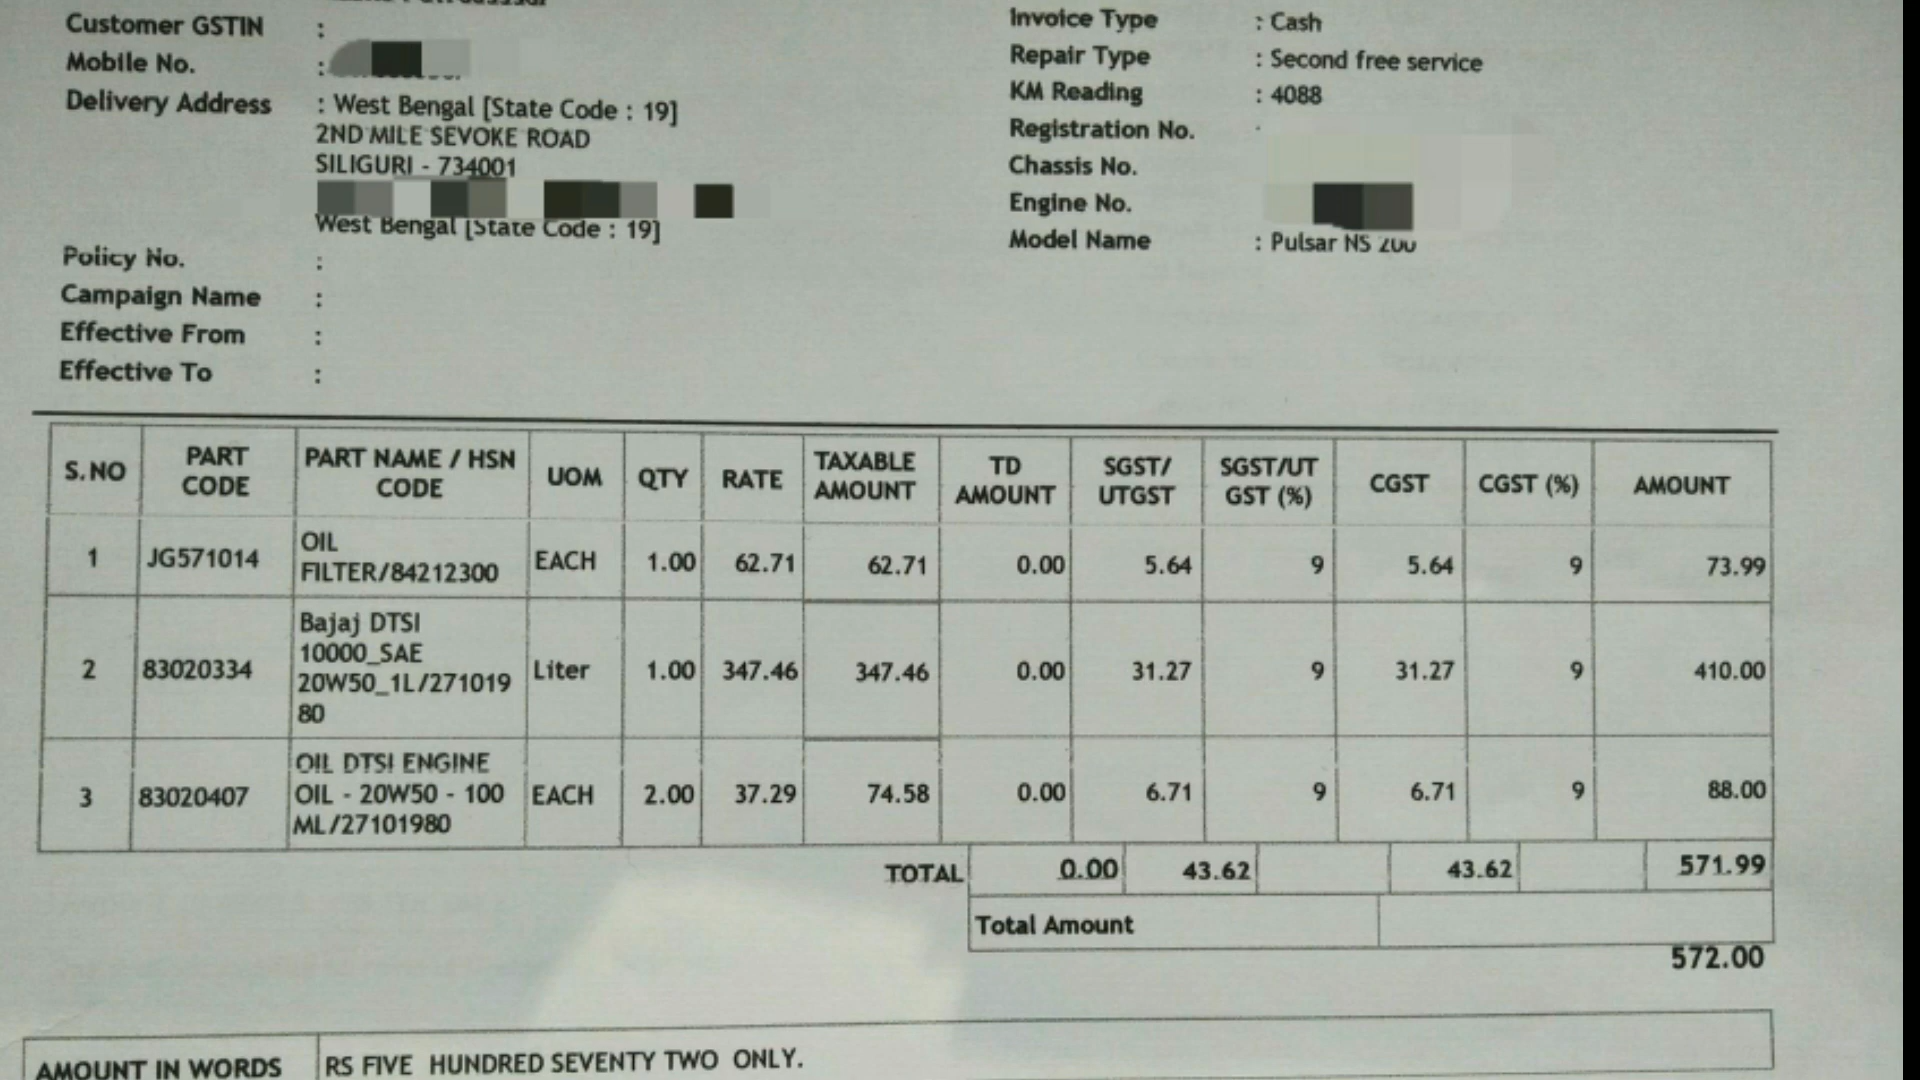 Customer GSTIN :
Mobile No. :
Delivery Address : West Bengal [State Code : 19]
2ND MILE SEVOKE ROAD
SILIGURI - 734001
West Bengal [State Code : 19]
Policy No. :
Campaign Name :
Effective From :
Effective To :
Invoice Type : Cash
Repair Type : Second free service
KM Reading : 4088
Registration No.
Chassis No.
Engine No.
Model Name : Pulsar NS 200
S.NO PART CODE PART NAME / HSN CODE UOM QTY RATE TAXABLE AMOUNT TD AMOUNT SGST/ UTGST SGST/UT GST (%) CGST CGST (%) AMOUNT
1 JG571014 OIL FILTER/84212300 EACH 1.00 62.71 62.71 0.00 5.64 9 5.64 9 73.99
2 83020334 Bajaj DTSI 10000_SAE 20W50_1L/271019 80 Liter 1.00 347.46 347.46 0.00 31.27 9 31.27 9 410.00
3 83020407 OIL DTSI ENGINE OIL - 20W50 - 100 ML/27101980 EACH 2.00 37.29 74.58 0.00 6.71 9 6.71 9 88.00
TOTAL 0.00 43.62 43.62 571.99
Total Amount
572.00
AMOUNT IN WORDS RS FIVE HUNDRED SEVENTY TWO ONLY.